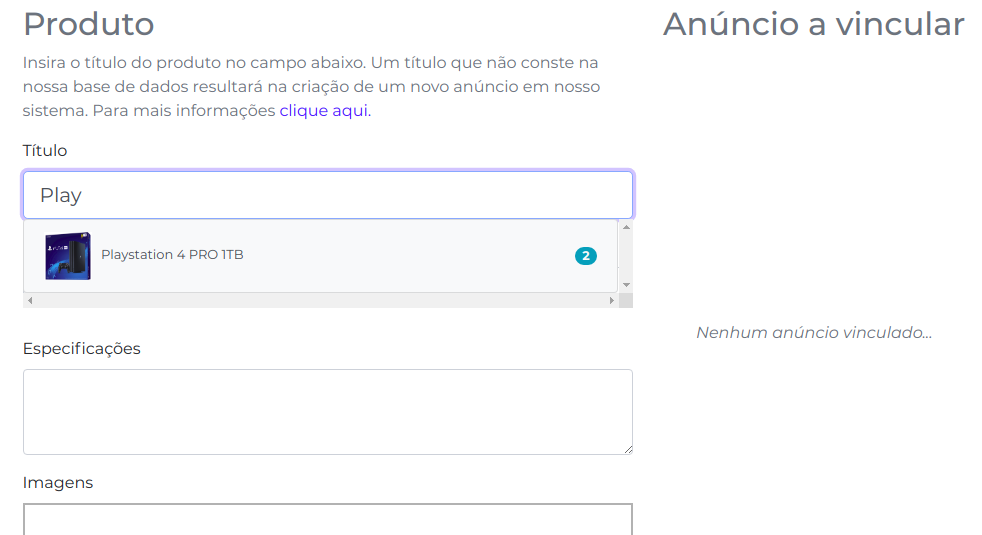 Produto
Insira o título do produto no campo abaixo. Um título que não conste na
nossa base de dados resultará na criação de um novo anúncio em nosso
sistema. Para mais informações clique aqui.
Título
Play
Playstation 4 PRO 1TB
2
Especificações
Imagens
Anúncio a vincular
Nenhum anúncio vinculado...